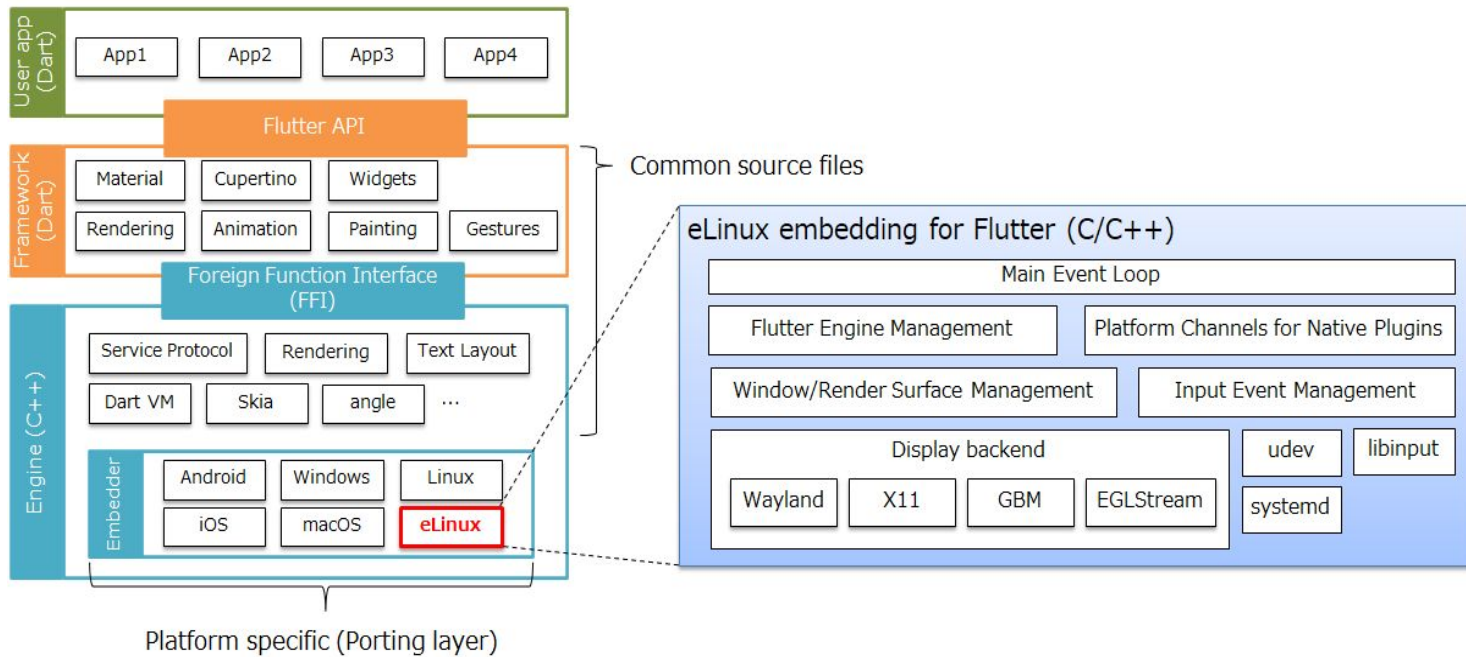 User app
(Dart)
App1
App2
App3
App4
Flutter API
Framework
(Dart)
Material
Cupertino
Widgets
Rendering
Animation
Painting
Gestures
Common source files
Foreign Function Interface
(FFI)
Engine (C++)
Service Protocol
Rendering
Text Layout
Dart VM
Skia
angle
...
Embedder
Android
Windows
Linux
iOS
macOS
eLinux
Platform specific (Porting layer)
eLinux embedding for Flutter (C/C++)
Main Event Loop
Flutter Engine Management
Platform Channels for Native Plugins
Window/Render Surface Management
Input Event Management
Display backend
Wayland
X11
GBM
EGLStream
udev
libinput
systemd